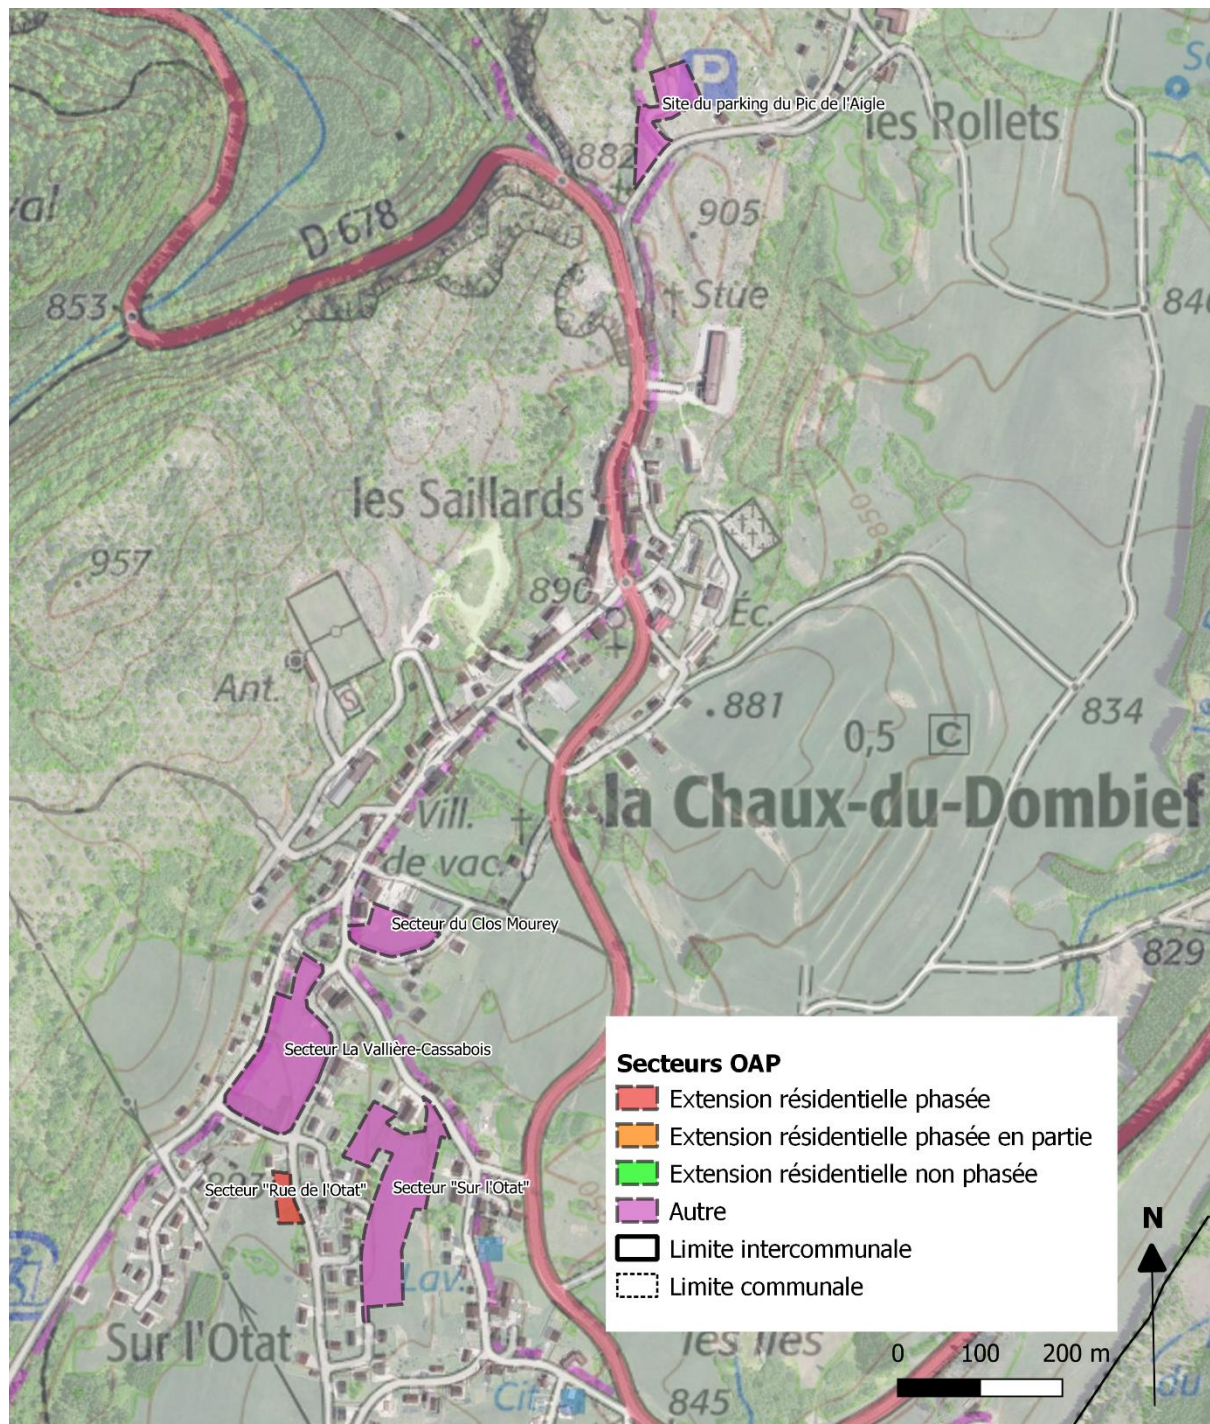 P
Site du parking du Pic de l'Aigle
les Rollets
882
905
D 678
Stue
853
les Saillards
957
890
Éc.
Ant.
S
881
834
0,5 C
la Chaux-du-Dombief
Vill.
de vac.
Secteur du Clos Mourey
829
Secteur La Vallière-Cassabois
Secteur "Rue de l'Otat"
Secteur "Sur l'Otat"
Lav.
Sur l'Otat
les Iles
Cit.
845
850
Secteurs OAP
Extension résidentielle phasée
Extension résidentielle phasée en partie
Extension résidentielle non phasée
Autre
Limite intercommunale
Limite communale
N
0 100 200 m
du